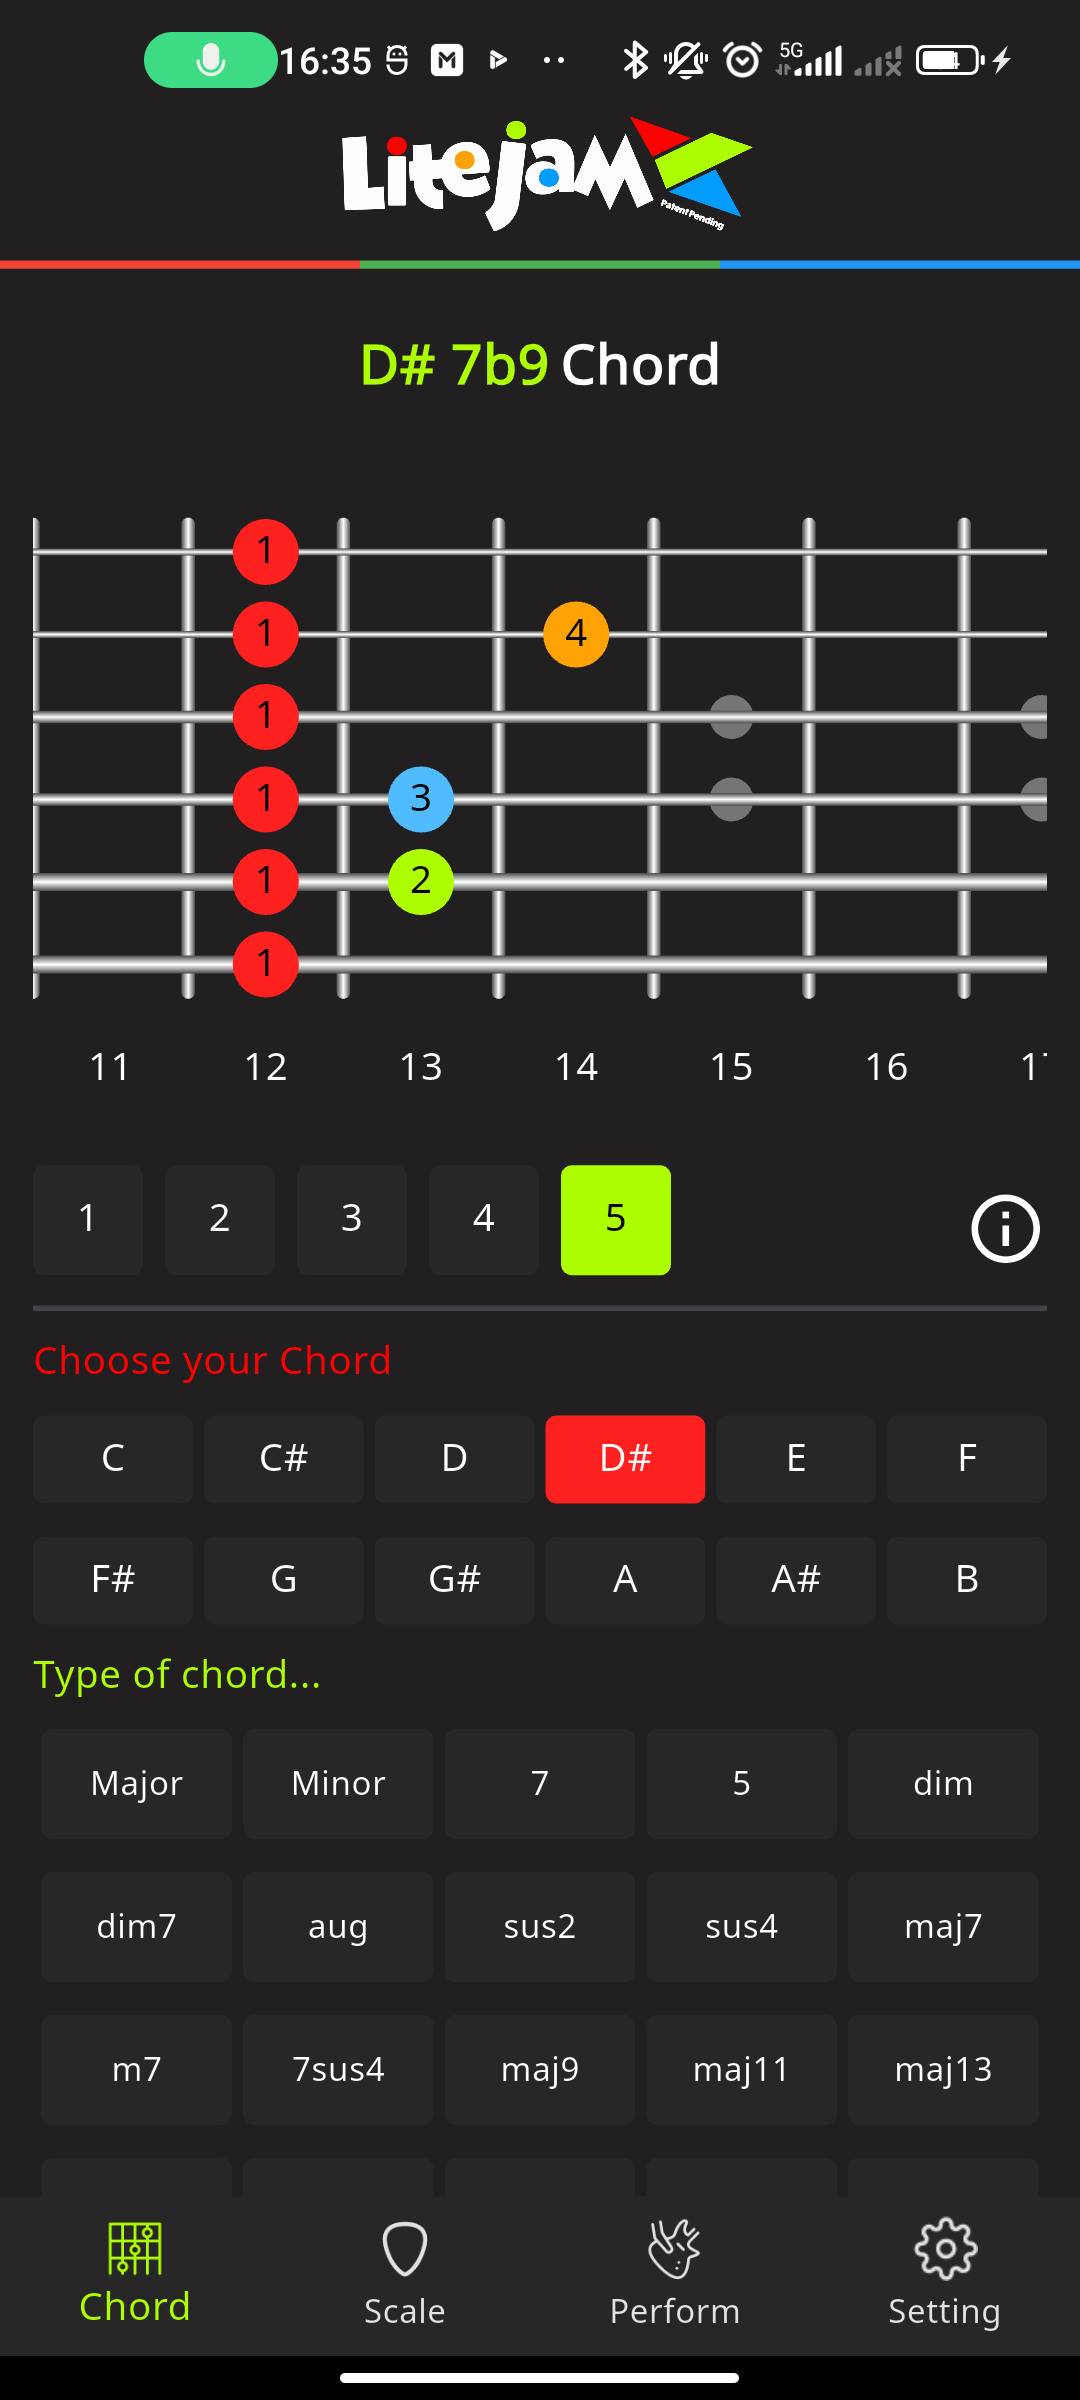 16:35
5G
LiteJam
Patent Pending
D# 7b9 Chord
1
1 4
1
1 3
1 2
1
11 12 13 14 15 16
1 2 3 4 5
Choose your Chord
C C# D D# E F
F# G G# A A# B
Type of chord...
Major Minor 7 5 dim
dim7 aug sus2 sus4 maj7
m7 7sus4 maj9 maj11 maj13
Chord Scale Perform Setting